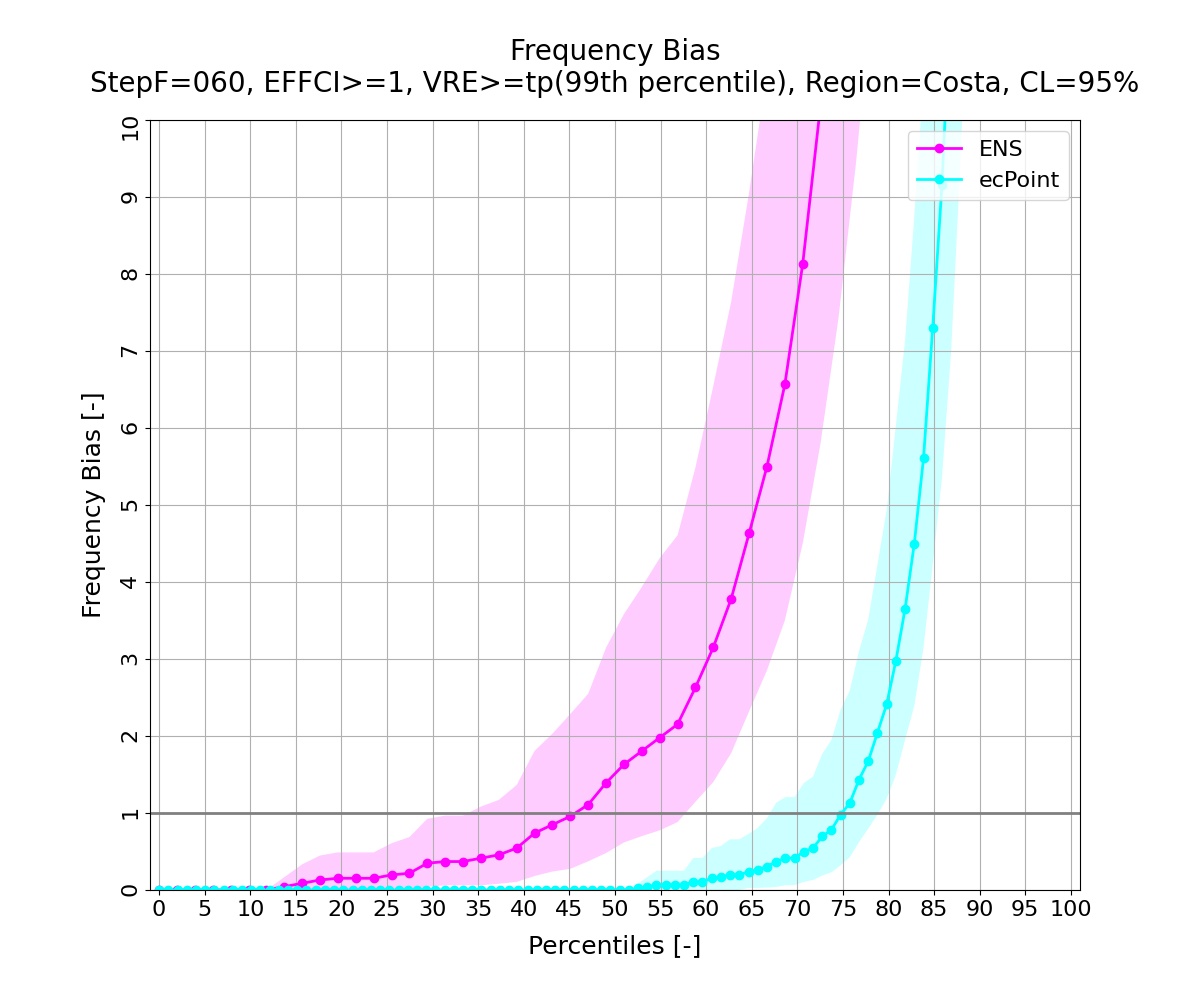 Frequency Bias
StepF=060, EFFCI>=1, VRE>=tp(99th percentile), Region=Costa, CL=95%
10
9
8
7
6
5
4
3
2
1
0
Frequency Bias [-]
ENS
ecPoint
0 5 10 15 20 25 30 35 40 45 50 55 60 65 70 75 80 85 90 95 100
Percentiles [-]